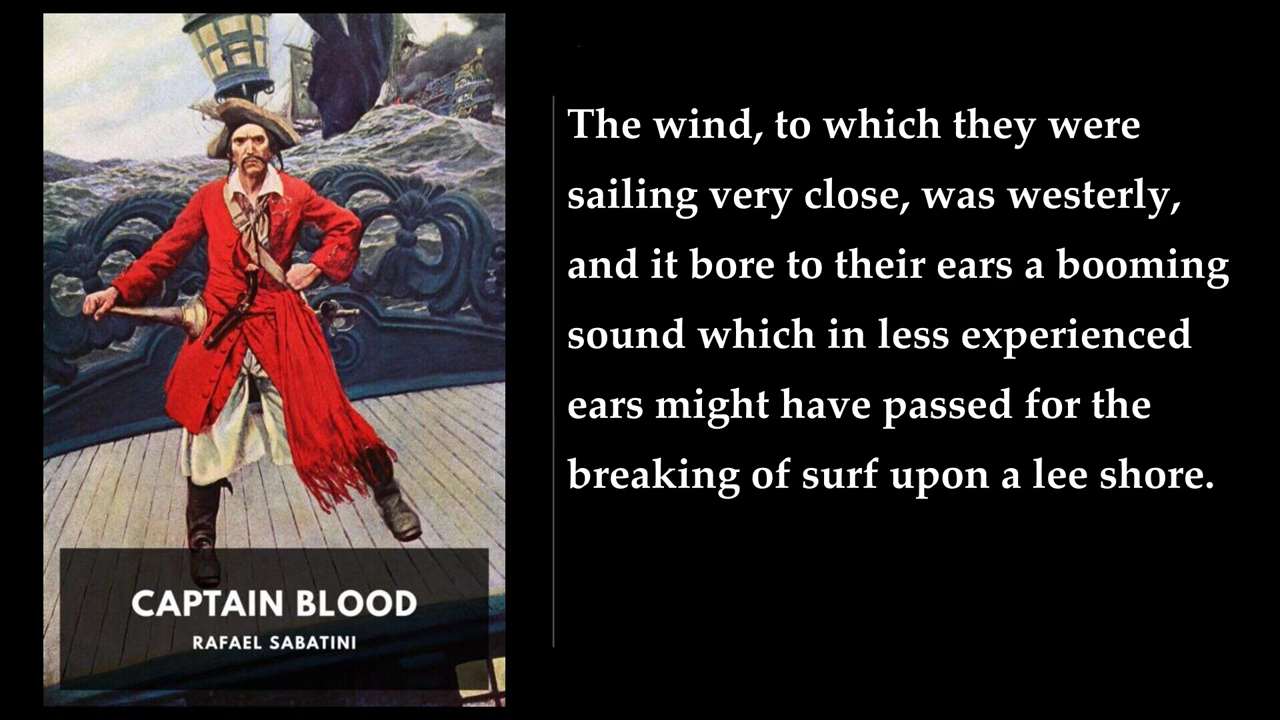 CAPTAIN BLOOD
RAFAEL SABATINI
The wind, to which they were
sailing very close, was westerly,
and it bore to their ears a booming
sound which in less experienced
ears might have passed for the
breaking of surf upon a lee shore.